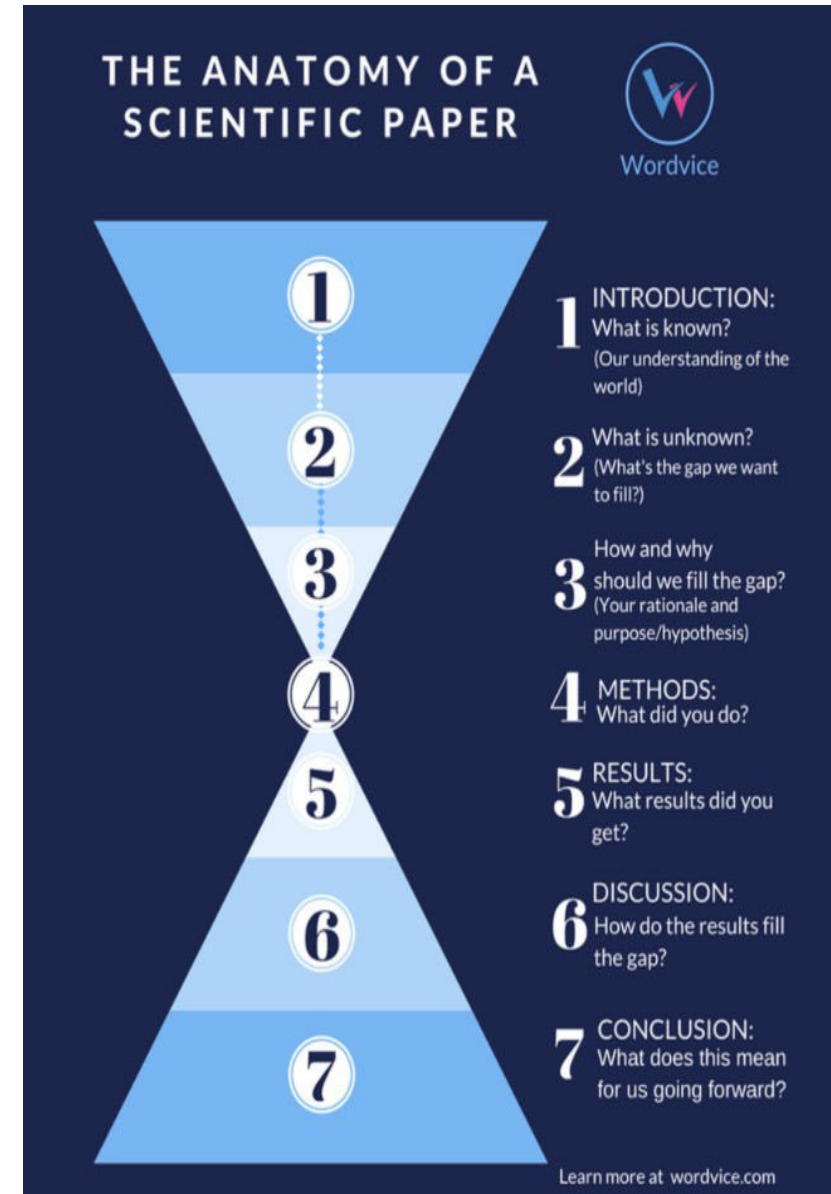 THE ANATOMY OF A
SCIENTIFIC PAPER
W
Wordvice
1
2
3
4
5
6
7
1 INTRODUCTION:
What is known?
(Our understanding of the
world)
2 What is unknown?
(What's the gap we want
to fill?)
3 How and why
should we fill the gap?
(Your rationale and
purpose/hypothesis)
4 METHODS:
What did you do?
5 RESULTS:
What results did you
get?
6 DISCUSSION:
How do the results fill
the gap?
7 CONCLUSION:
What does this mean
for us going forward?
Learn more at wordvice.com